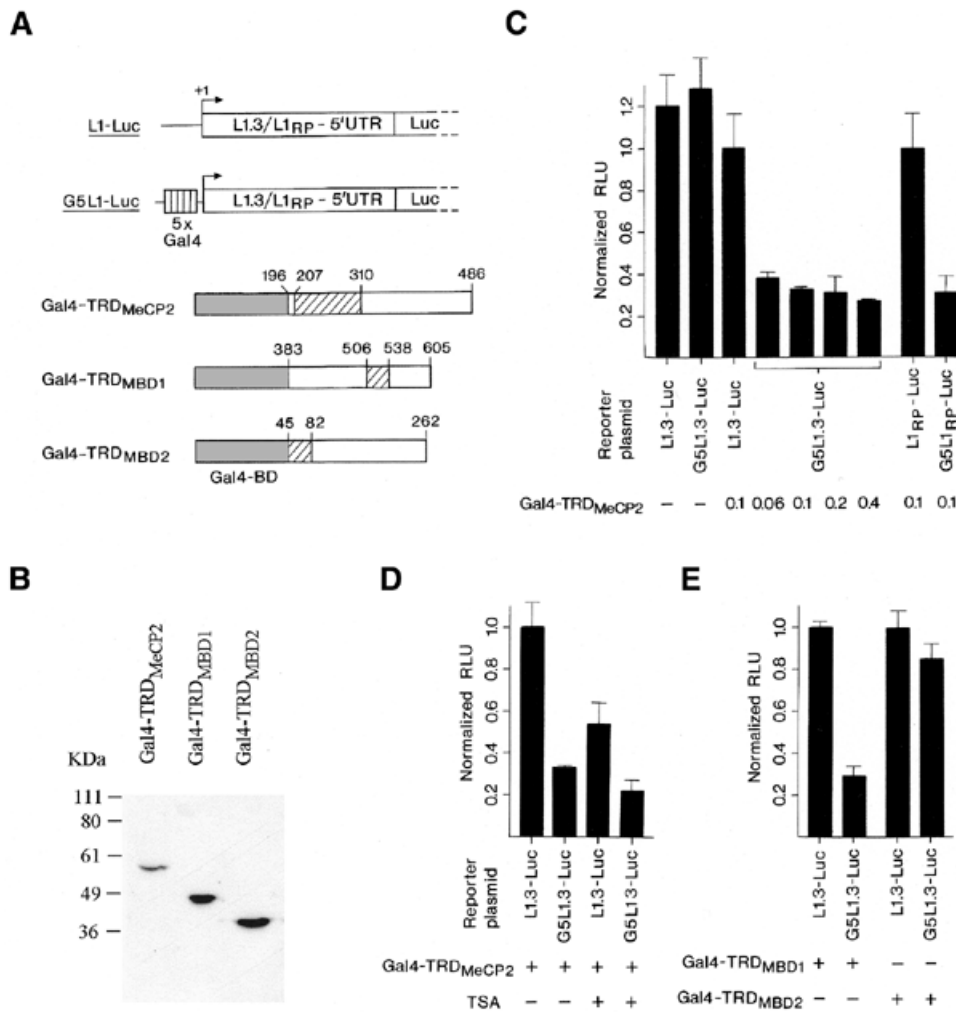 A
+1
L1-Luc
L1.3/L1RP - 5'UTR
Luc
G5L1-Luc
L1.3/L1RP - 5'UTR
Luc
5x
Gal4
196 207 310 486
Gal4-TRDMeCP2
383 506 538 605
Gal4-TRDMBD1
45 82 262
Gal4-TRDMBD2
Gal4-BD
B
Gal4-TRDMeCP2
Gal4-TRDMBD1
Gal4-TRDMBD2
KDa
111
80
61
49
36
C
Normalized RLU
1.2
1.0
0.8
0.6
0.4
0.2
Reporter
plasmid
L1.3-Luc
G5L1.3-Luc
L1.3-Luc
G5L1.3-Luc
L1RP-Luc
G5L1RP-Luc
Gal4-TRDMeCP2 – – 0.1 0.06 0.1 0.2 0.4 0.1 0.1
D
Normalized RLU
1.0
0.8
0.6
0.4
0.2
Reporter
plasmid
L1.3-Luc
G5L1.3-Luc
L1.3-Luc
G5L1.3-Luc
Gal4-TRDMeCP2 + + + +
TSA – – + +
E
Normalized RLU
1.0
0.8
0.6
0.4
0.2
L1.3-Luc
G5L1.3-Luc
L1.3-Luc
G5L1.3-Luc
Gal4-TRDMBD1 + + – –
Gal4-TRDMBD2 – – + +